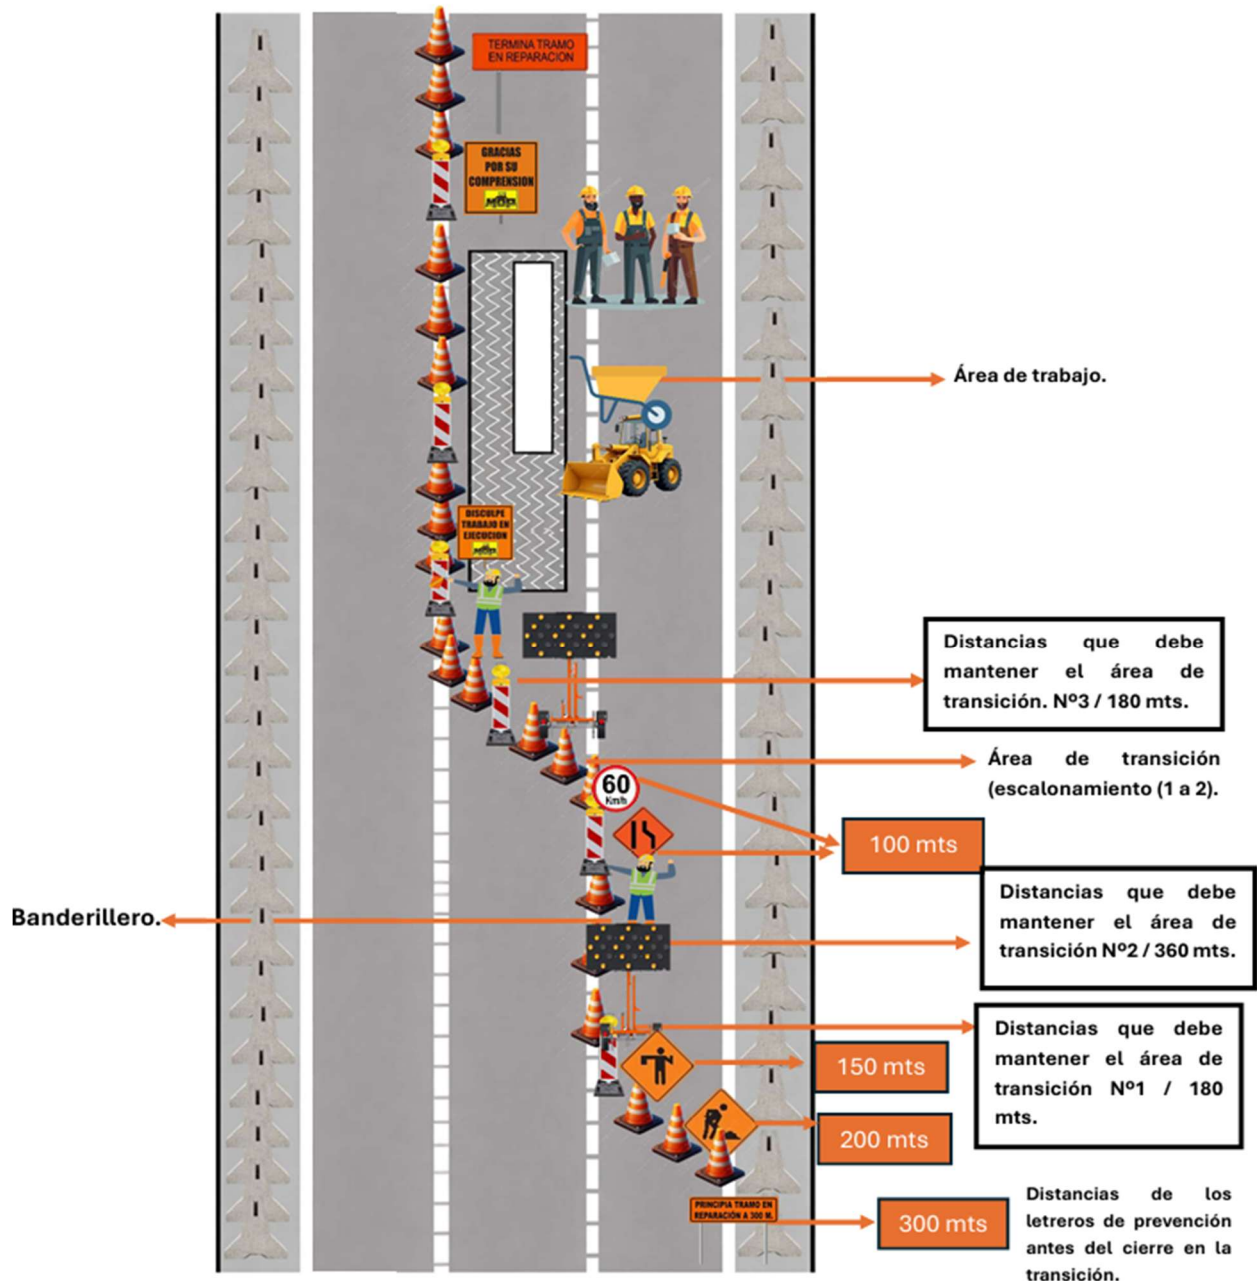 TERMINA TRAMO
EN REPARACION
GRACIAS
POR SU
COMPRENSION
MOP
Área de trabajo.
DISCULPE
TRABAJO EN
EJECUCION
MOP
Distancias que debe
mantener el área de
transición. Nº3 / 180 mts.
Área de transición
(escalonamiento (1 a 2).
60
Km/h
100 mts
Distancias que debe
mantener el área de
transición Nº2 / 360 mts.
Banderillero.
Distancias que debe
mantener el área de
transición Nº1 / 180
mts.
150 mts
200 mts
PRINCIPIA TRAMO EN
REPARACIÓN A 300 M.
300 mts
Distancias de los
letreros de prevención
antes del cierre en la
transición.